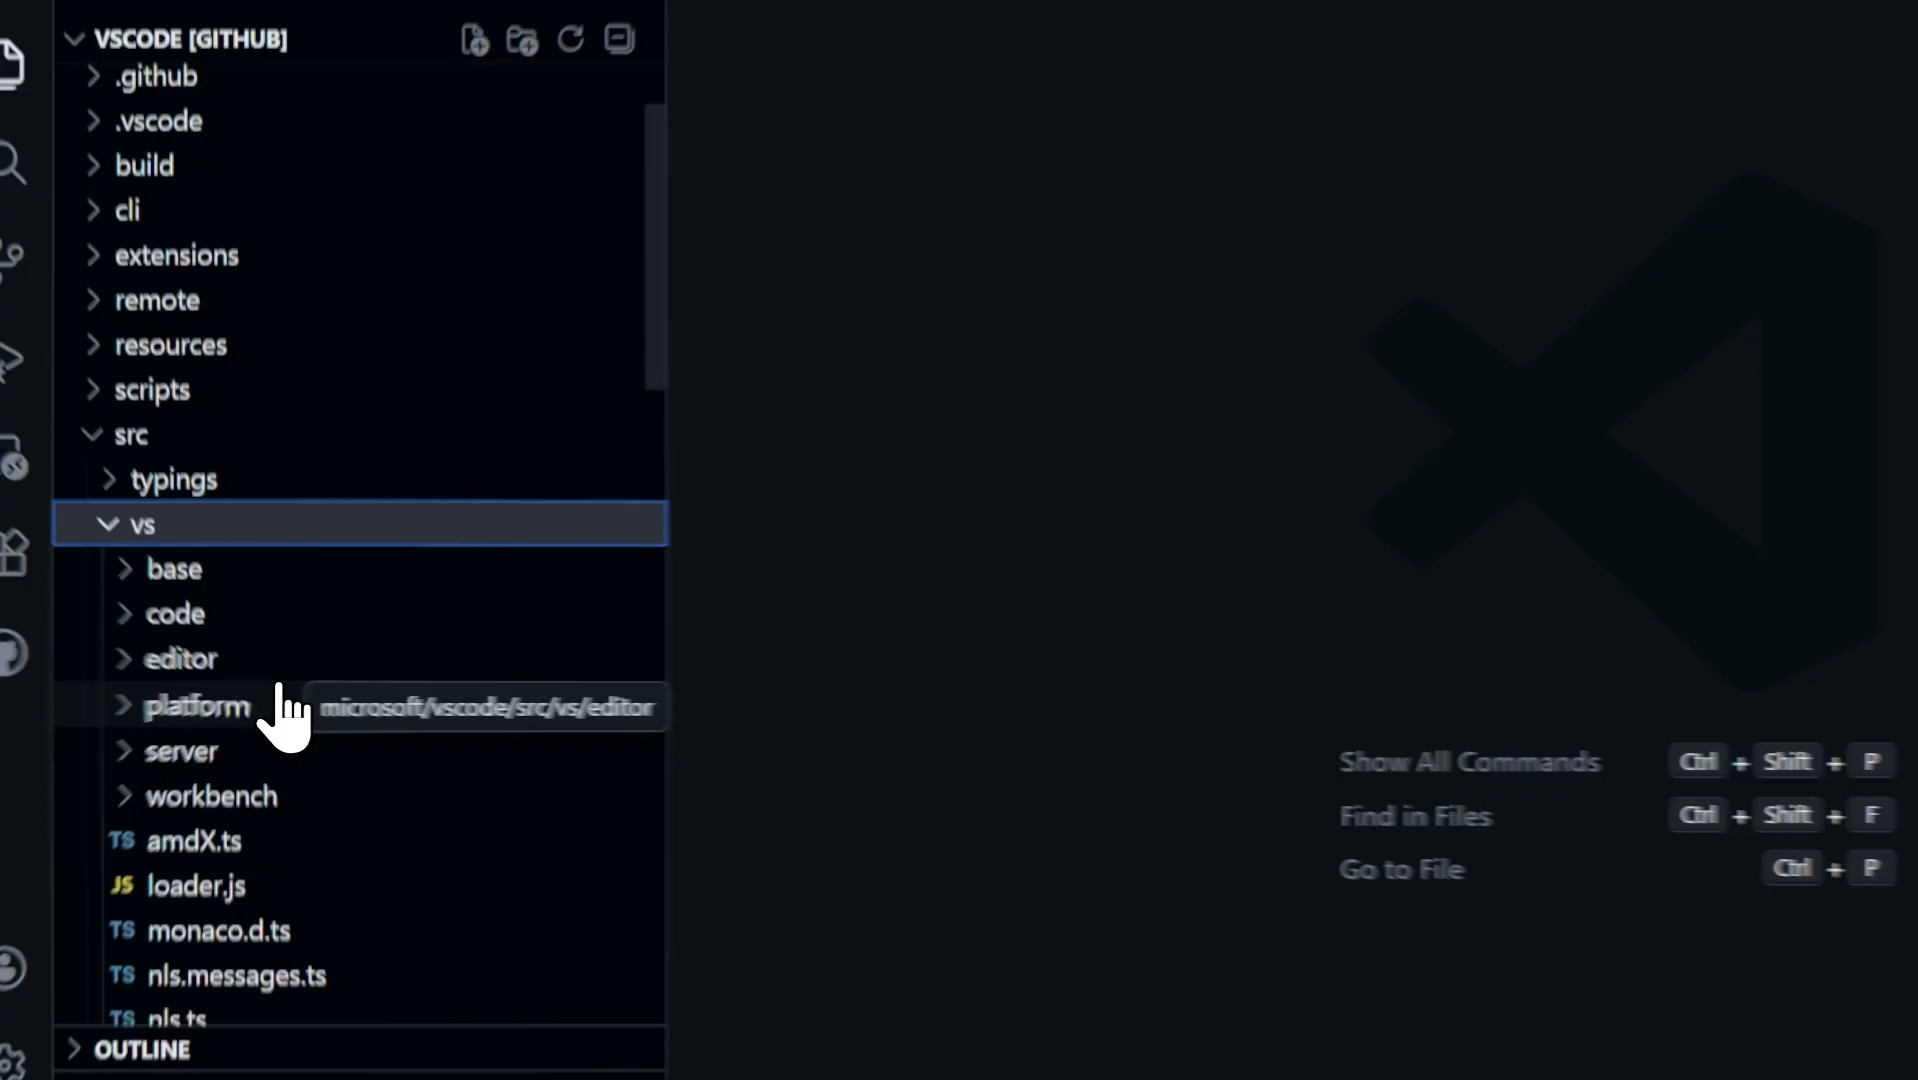 VSCODE [GITHUB]
.github
.vscode
build
cli
extensions
remote
resources
scripts
src
typings
vs
base
code
editor
platform
microsoft/vscode/src/vs/editor
server
workbench
TS amdX.ts
JS loader.js
TS monaco.d.ts
TS nls.messages.ts
TS nls.ts
OUTLINE
Show All Commands Ctrl + Shift + P
Find in Files Ctrl + Shift + F
Go to File Ctrl + P